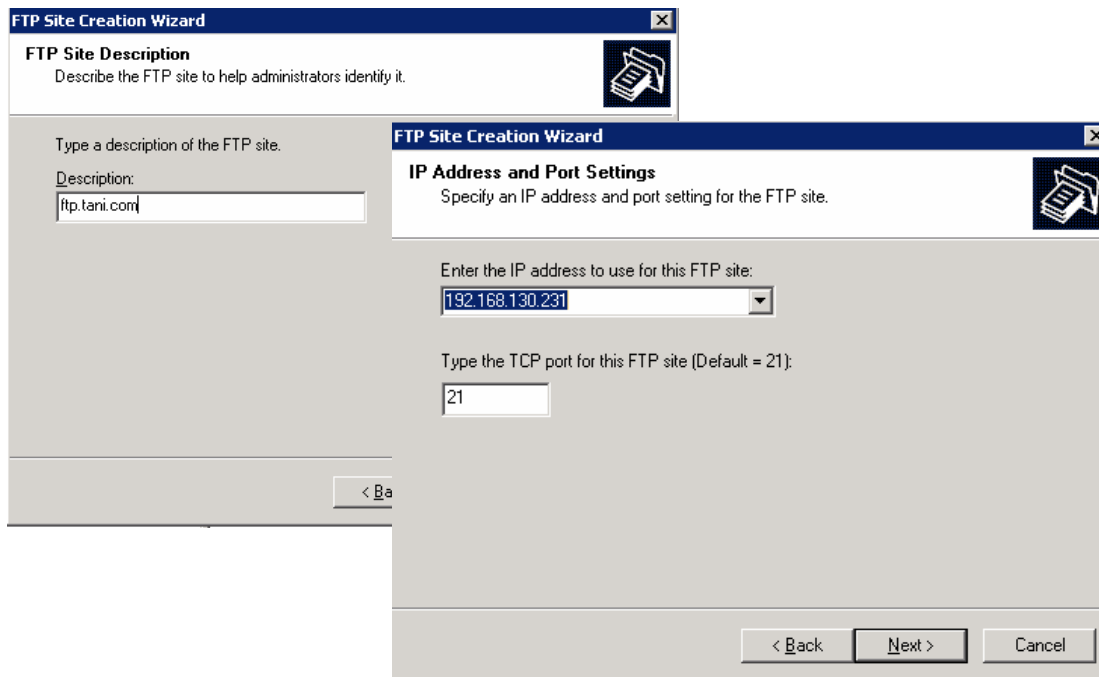 FTP Site Creation Wizard
FTP Site Description
Describe the FTP site to help administrators identify it.
Type a description of the FTP site.
Description:
ftp.tani.com
< Ba
FTP Site Creation Wizard
IP Address and Port Settings
Specify an IP address and port setting for the FTP site.
Enter the IP address to use for this FTP site:
192.168.130.231
Type the TCP port for this FTP site (Default = 21):
21
< Back Next > Cancel